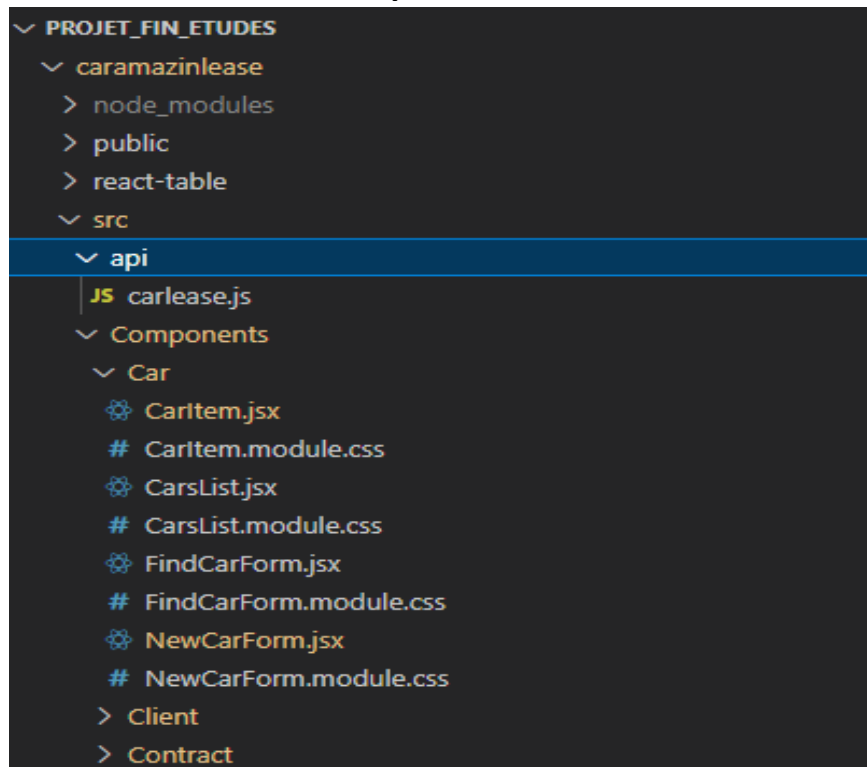 PROJET_FIN_ETUDES
caramazinlease
node_modules
public
react-table
src
api
JS carlease.js
Components
Car
CarItem.jsx
# CarItem.module.css
CarsList.jsx
# CarsList.module.css
FindCarForm.jsx
# FindCarForm.module.css
NewCarForm.jsx
# NewCarForm.module.css
Client
Contract